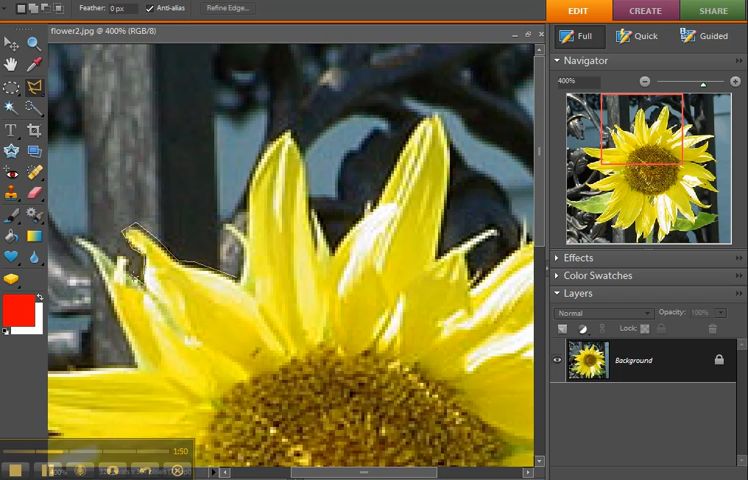 Feather: 0 px Anti-alias Refine Edge...
EDIT CREATE SHARE
flower2.jpg @ 400% (RGB/8)
Full Quick Guided
Navigator
400%
T
Effects
Color Swatches
Layers
Normal Opacity: 100%
Lock:
Background
1:50